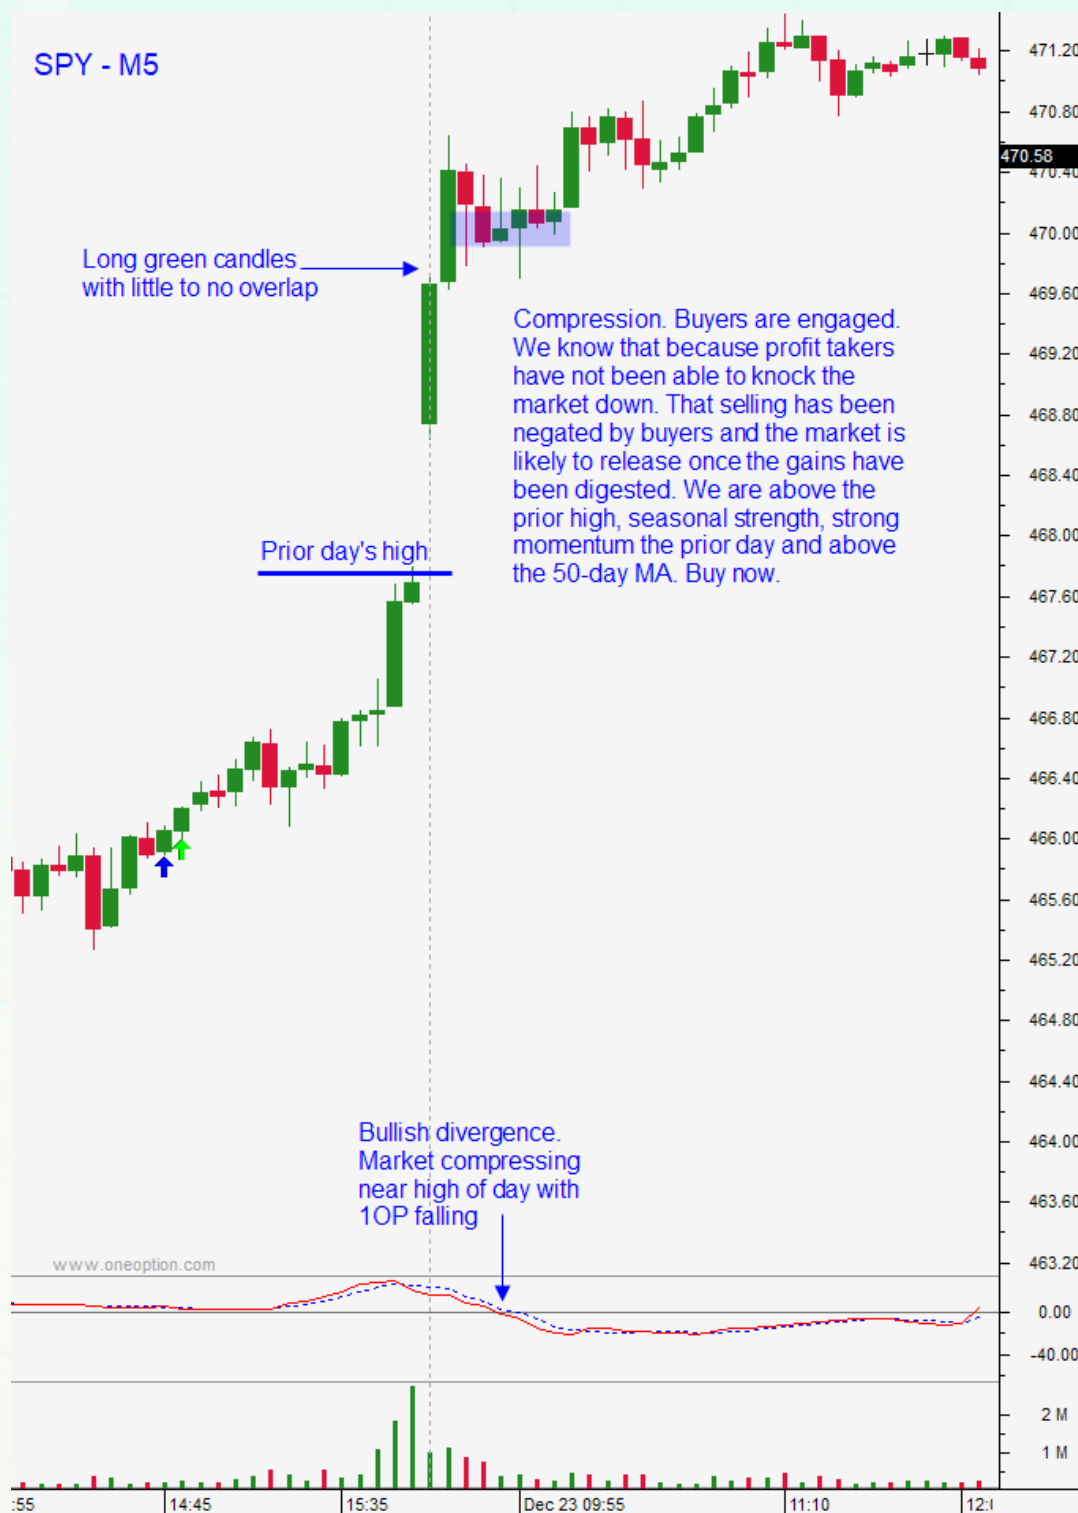 SPY - M5
471.20
470.80
470.58
470.40
470.00
Long green candles
with little to no overlap
469.60
Compression. Buyers are engaged.
We know that because profit takers
have not been able to knock the
market down. That selling has been
negated by buyers and the market is
likely to release once the gains have
been digested. We are above the
prior high, seasonal strength, strong
momentum the prior day and above
the 50-day MA. Buy now.
469.20
468.80
468.40
468.00
Prior day's high
467.60
467.20
466.80
466.40
466.00
465.60
465.20
464.80
464.40
464.00
463.60
463.20
Bullish divergence.
Market compressing
near high of day with
1OP falling
www.oneoption.com
0.00
-40.00
2 M
1 M
:55
14:45
15:35
Dec 23 09:55
11:10